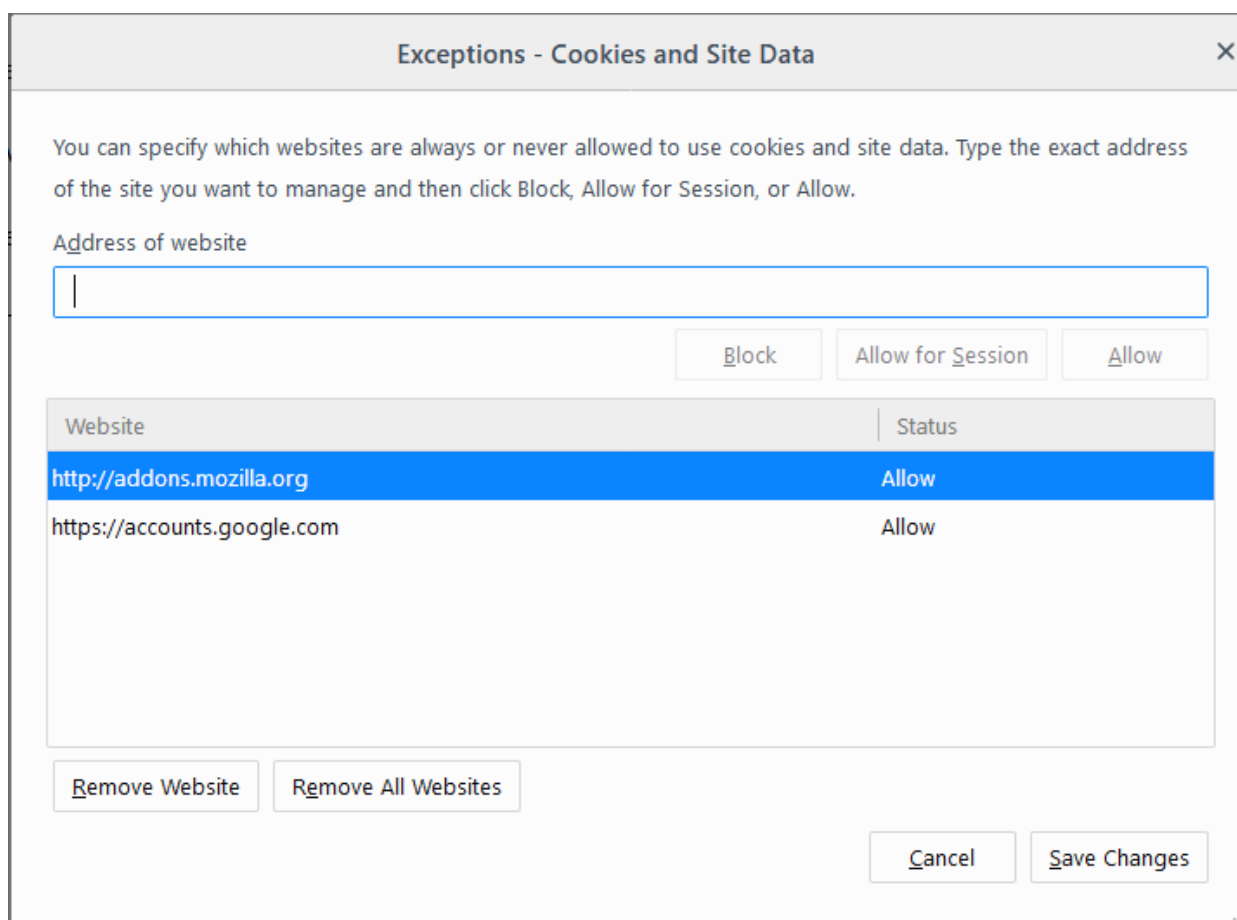 Exceptions - Cookies and Site Data
You can specify which websites are always or never allowed to use cookies and site data. Type the exact address
of the site you want to manage and then click Block, Allow for Session, or Allow.
Address of website
Block Allow for Session Allow
Website Status
http://addons.mozilla.org Allow
https://accounts.google.com Allow
Remove Website Remove All Websites
Cancel Save Changes